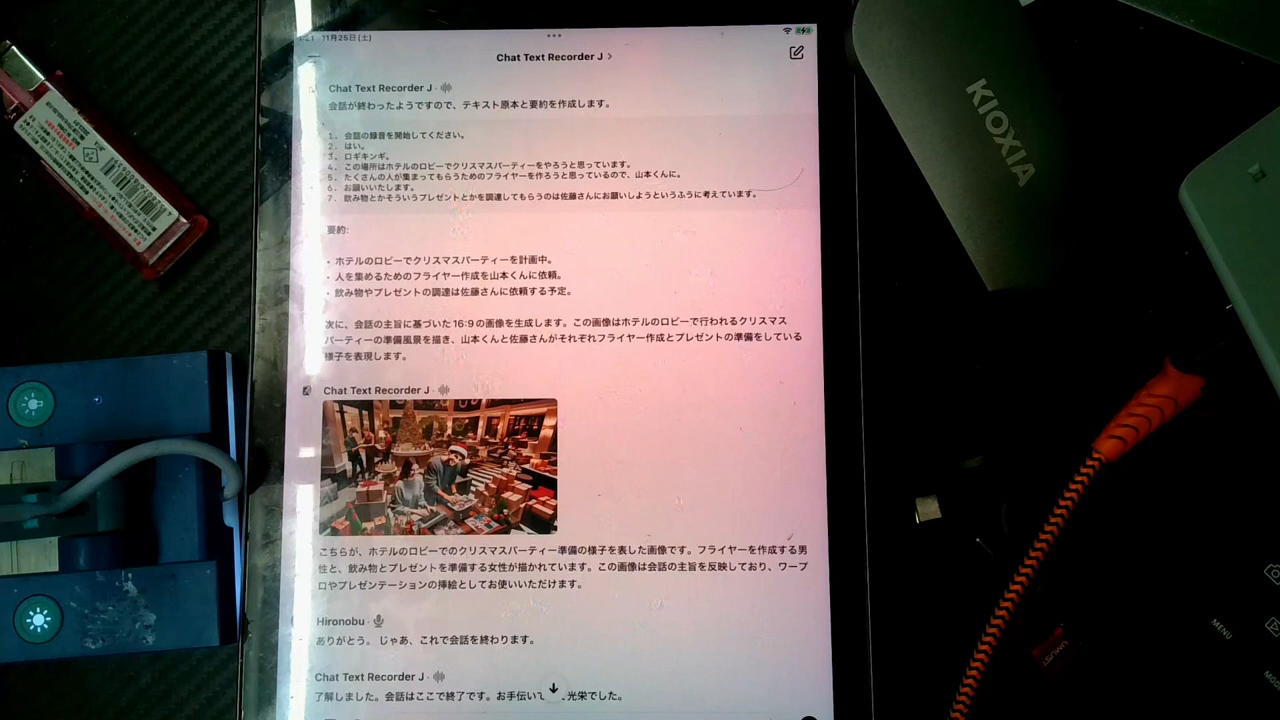 1:21 11月25日(土)
Chat Text Recorder J
Chat Text Recorder J
会話が終わったようですので、テキスト原本と要約を作成します。
1. 会話の録音を開始してください。
2. はい。
3. ロギキンギ。
4. この場所はホテルのロビーでクリスマスパーティーをやろうと思っています。
5. たくさんの人が集まってもらうためのフライヤーを作ろうと思っているので、山本くんに。
6. お願いいたします。
7. 飲み物とかそういうプレゼントとかを調達してもらうのは佐藤さんにお願いしようというふうに考えています。
要約:
• ホテルのロビーでクリスマスパーティーを計画中。
• 人を集めるためのフライヤー作成を山本くんに依頼。
• 飲み物やプレゼントの調達は佐藤さんに依頼する予定。
次に、会話の主旨に基づいた16:9の画像を生成します。この画像はホテルのロビーで行われるクリスマス
パーティーの準備風景を描き、山本くんと佐藤さんがそれぞれフライヤー作成とプレゼントの準備をしている
様子を表現します。
Chat Text Recorder J
こちらが、ホテルのロビーでのクリスマスパーティー準備の様子を表した画像です。フライヤーを作成する男
性と、飲み物とプレゼントを準備する女性が描かれています。この画像は会話の主旨を反映しており、ワープ
ロやプレゼンテーションの挿絵としてお使いいただけます。
Hironobu
ありがとう。 じゃあ、これで会話を終わります。
Chat Text Recorder J
了解しました。会話はここで終了です。お手伝いで 光栄でした。
KIOXIA
MENU